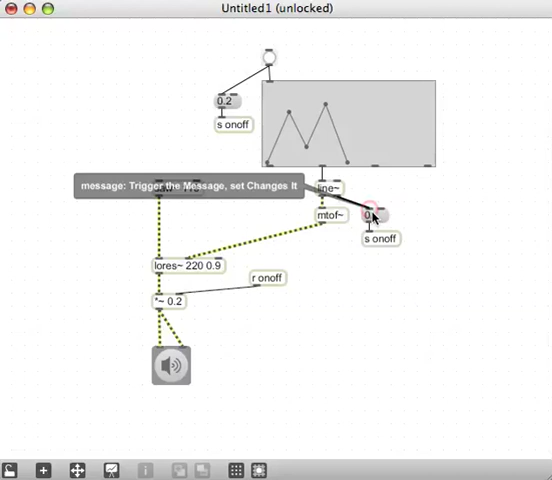 Untitled1 (unlocked)
0.2
s onoff
message: Trigger the Message, set Changes It
line~
mtof~
0
s onoff
lores~ 220 0.9
r onoff
*~ 0.2